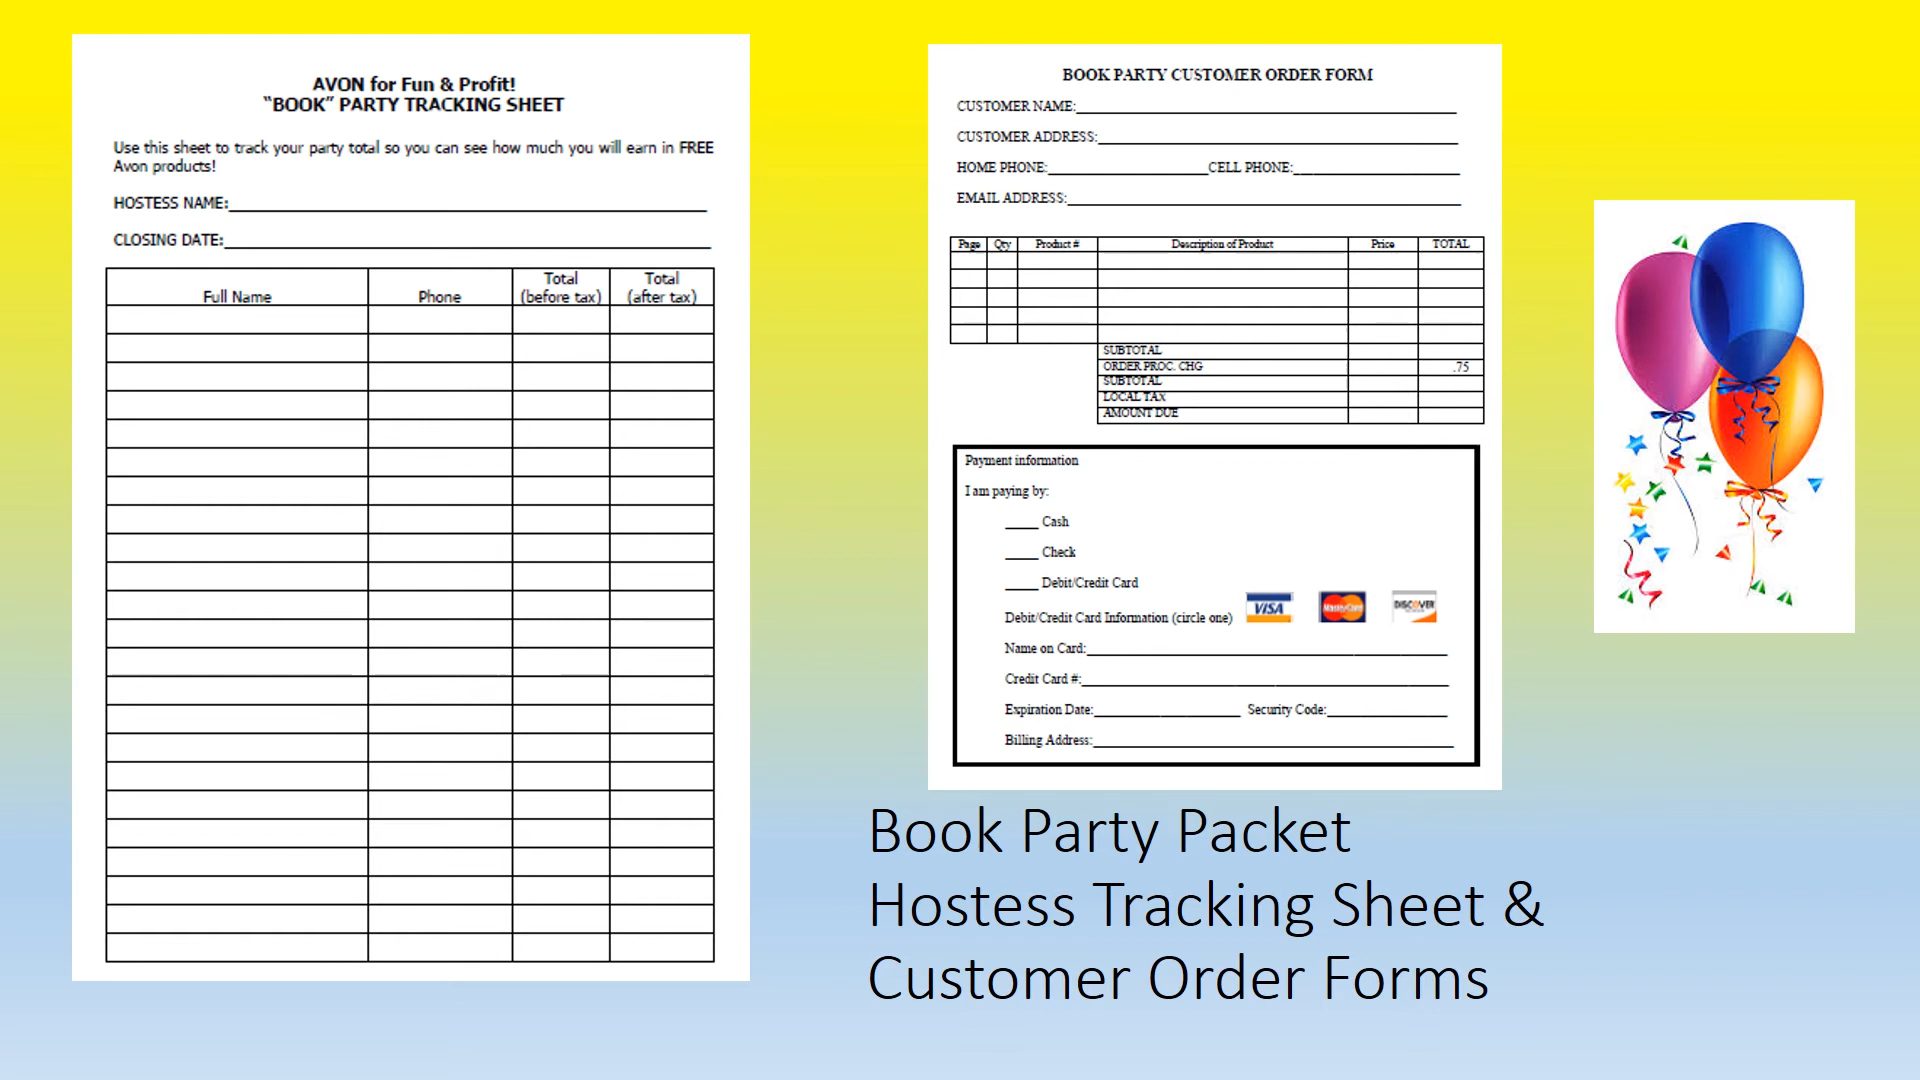 AVON for Fun & Profit!
"BOOK" PARTY TRACKING SHEET
Use this sheet to track your party total so you can see how much you will earn in FREE
Avon products!
HOSTESS NAME:
CLOSING DATE:
Full Name Phone Total (before tax) Total (after tax)
BOOK PARTY CUSTOMER ORDER FORM
CUSTOMER NAME:
CUSTOMER ADDRESS:
HOME PHONE: CELL PHONE:
EMAIL ADDRESS:
Page Qty Product # Description of Product Price TOTAL
SUBTOTAL
ORDER PROC. CHG .75
SUBTOTAL
LOCAL TAX
AMOUNT DUE
Payment information
I am paying by:
Cash
Check
Debit/Credit Card
Debit/Credit Card Information (circle one) VISA MasterCard DISCOVER
Name on Card:
Credit Card #:
Expiration Date: Security Code:
Billing Address:
Book Party Packet
Hostess Tracking Sheet &
Customer Order Forms